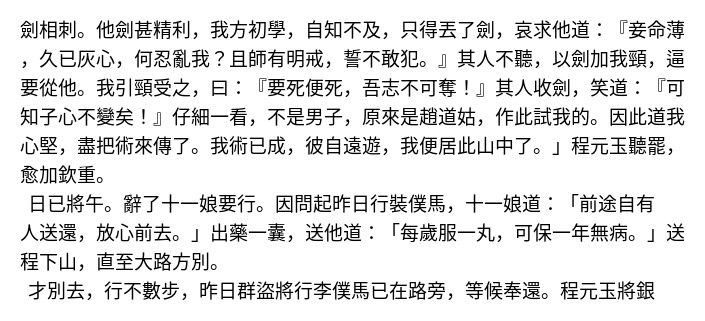 劍相刺。他劍甚精利，我方初學，自知不及，只得丟了劍，哀求他道：『妾命薄
，久已灰心，何忍亂我？且師有明戒，誓不敢犯。』其人不聽，以劍加我頸，逼
要從他。我引頸受之，曰：『要死便死，吾志不可奪！』其人收劍，笑道：『可
知子心不變矣！』仔細一看，不是男子，原來是趙道姑，作此試我的。因此道我
心堅，盡把術來傳了。我術已成，彼自遠遊，我便居此山中了。」程元玉聽罷，
愈加欽重。
日已將午。辭了十一娘要行。因問起昨日行裝僕馬，十一娘道：「前途自有
人送還，放心前去。」出藥一囊，送他道：「每歲服一丸，可保一年無病。」送
程下山，直至大路方別。
才別去，行不數步，昨日群盜將行李僕馬已在路旁，等候奉還。程元玉將銀